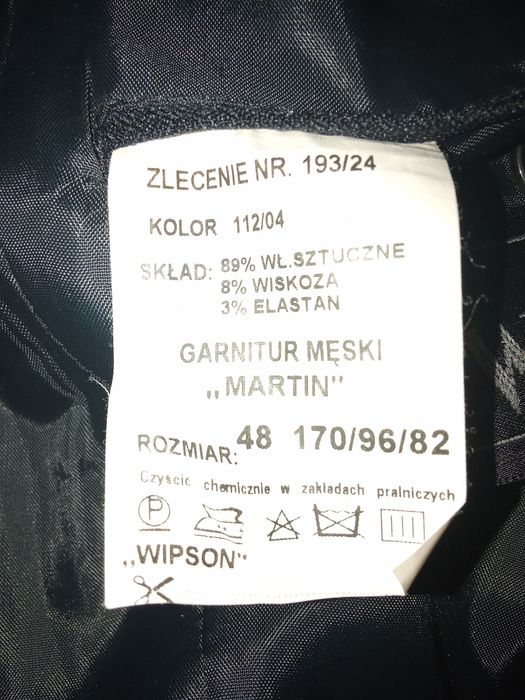 ZLECENIE NR. 193/24
KOLOR 112/04
SKŁAD: 89% WŁ.SZTUCZNE
8% WISKOZA
3% ELASTAN
GARNITUR MĘSKI
„MARTIN"
ROZMIAR: 48 170/96/82
Czyścic chemicznie w zakładach pralniczych
P
„WIPSON"